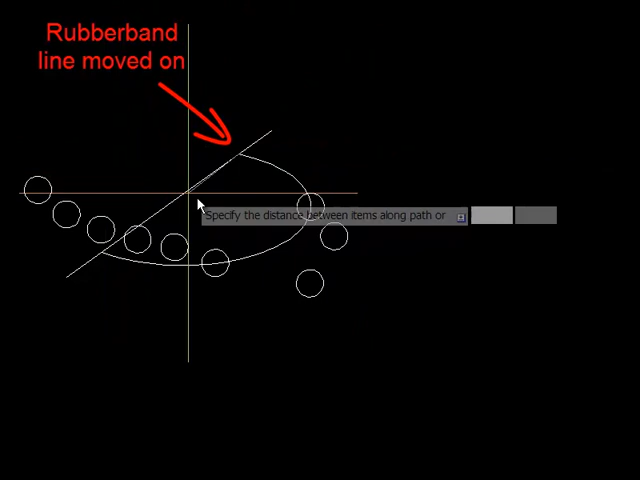 Rubberband
line moved on
Specify the distance between items along path or